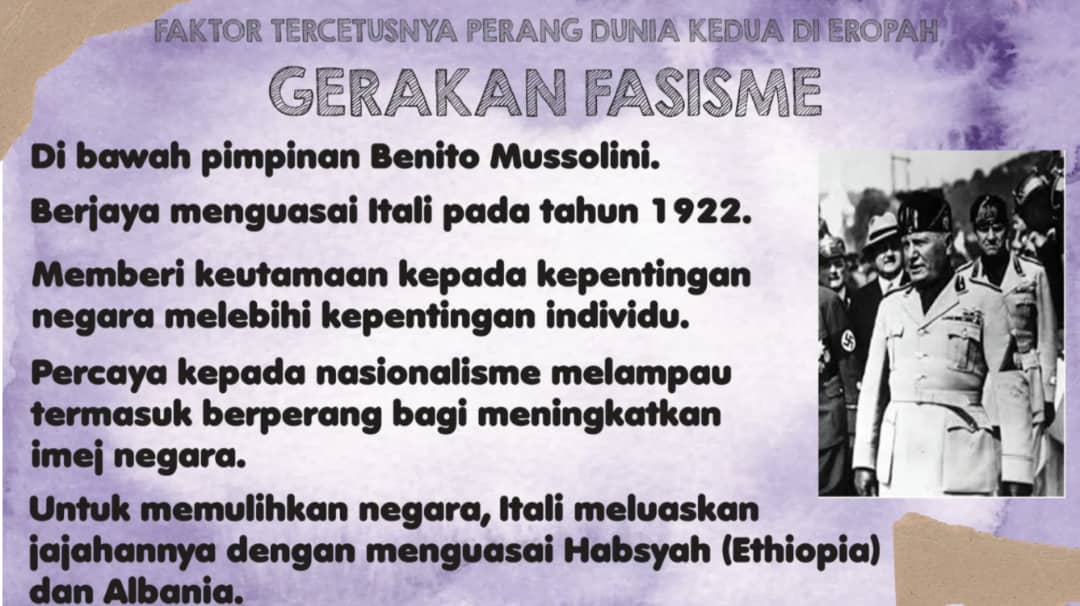 FAKTOR TERCETUSNYA PERANG DUNIA KEDUA DI EROPAH
GERAKAN FASISME
Di bawah pimpinan Benito Mussolini.
Berjaya menguasai Itali pada tahun 1922.
Memberi keutamaan kepada kepentingan
negara melebihi kepentingan individu.
Percaya kepada nasionalisme melampau
termasuk berperang bagi meningkatkan
imej negara.
Untuk memulihkan negara, Itali meluaskan
jajahannya dengan menguasai Habsyah (Ethiopia)
dan Albania.